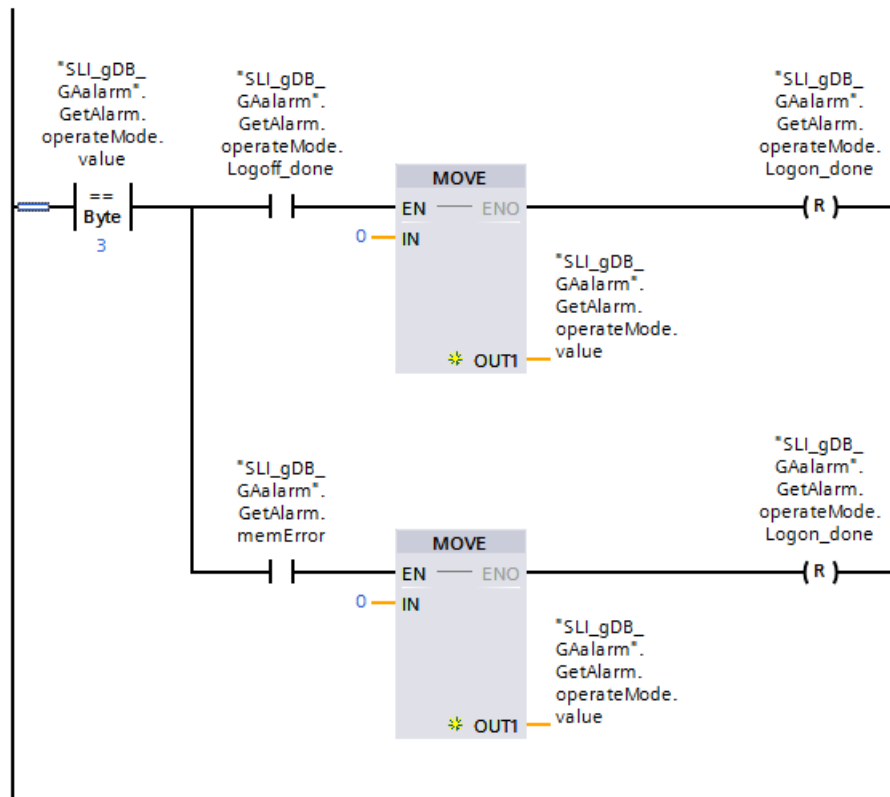 "SLI_gDB_
GAalarm".
GetAlarm.
operateMode.
value
==
Byte
3
"SLI_gDB_
GAalarm".
GetAlarm.
operateMode.
Logoff_done
MOVE
EN
ENO
0
IN
OUT1
"SLI_gDB_
GAalarm".
GetAlarm.
operateMode.
value
"SLI_gDB_
GAalarm".
GetAlarm.
operateMode.
Logon_done
R
"SLI_gDB_
GAalarm".
GetAlarm.
memError
MOVE
EN
ENO
0
IN
OUT1
"SLI_gDB_
GAalarm".
GetAlarm.
operateMode.
value
"SLI_gDB_
GAalarm".
GetAlarm.
operateMode.
Logon_done
R